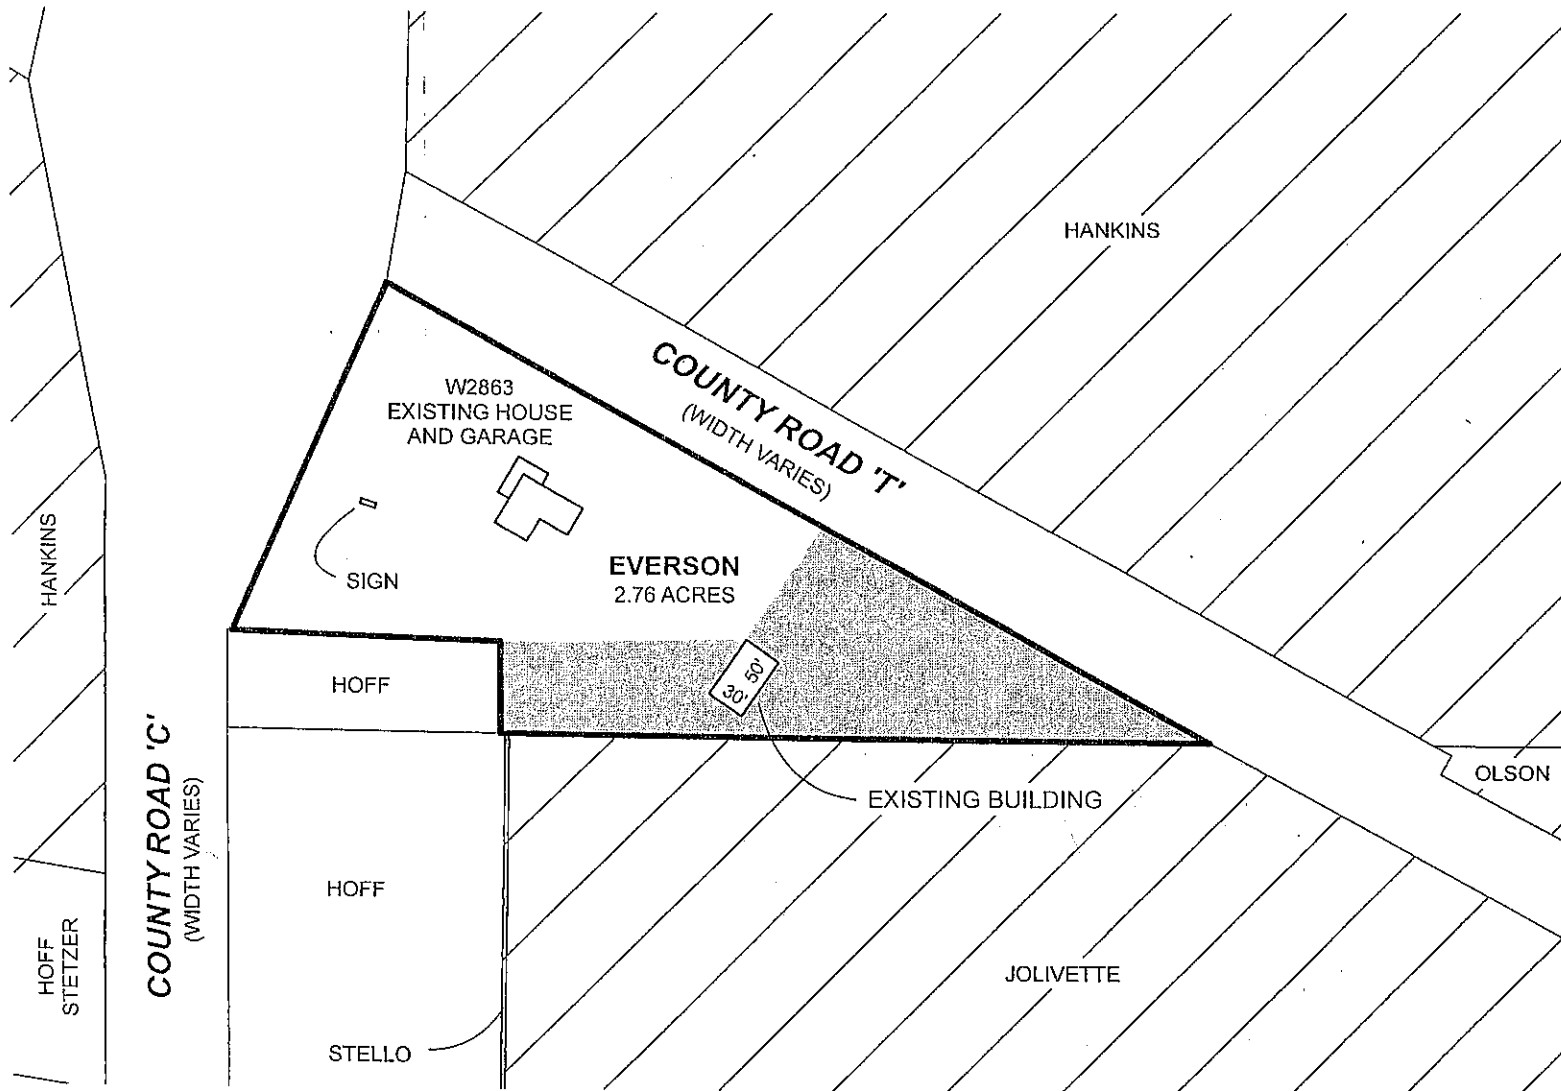 HANKINS
COUNTY ROAD 'T'
(WIDTH VARIES)
W2863
EXISTING HOUSE
AND GARAGE
HANKINS
SIGN
EVERSON
2.76 ACRES
HOFF
50'
30'
COUNTY ROAD 'C'
(WIDTH VARIES)
EXISTING BUILDING
OLSON
HOFF
HOFF
STETZER
JOLIVETTE
STELLO